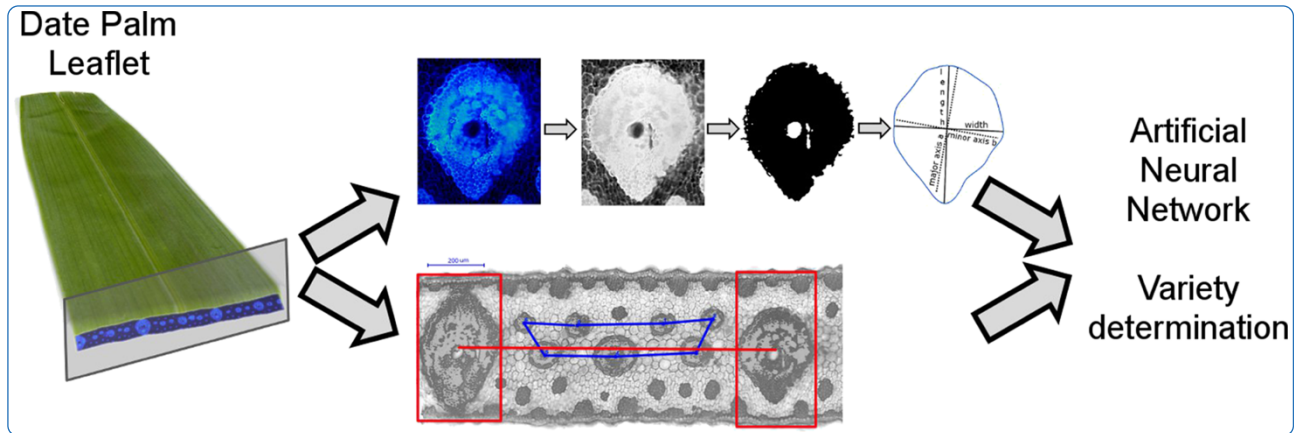 Date Palm
Leaflet
length
width
minor axis b
major axis a
200 um
Artificial
Neural
Network
Variety
determination